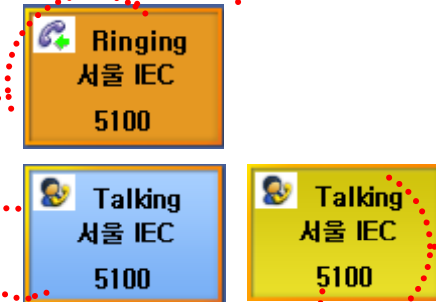 Ringing
서울 IEC
5100
Talking
서울 IEC
5100
Talking
서울 IEC
5100